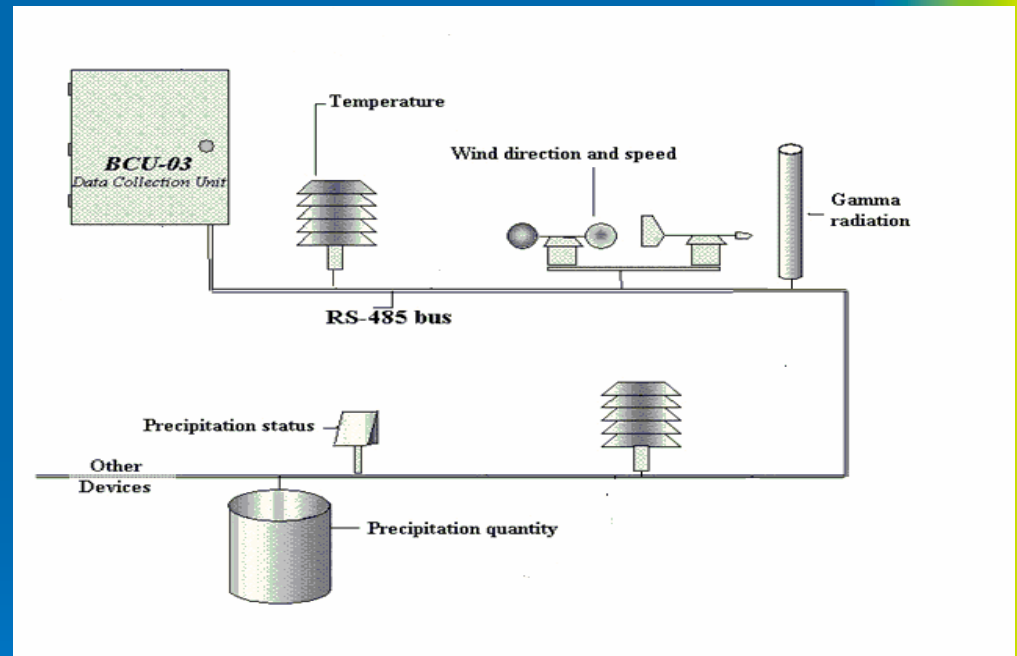 Temperature
BCU-03
Data Collection Unit
Wind direction and speed
Gamma
radiation
RS-485 bus
Precipitation status
Other
Devices
Precipitation quantity